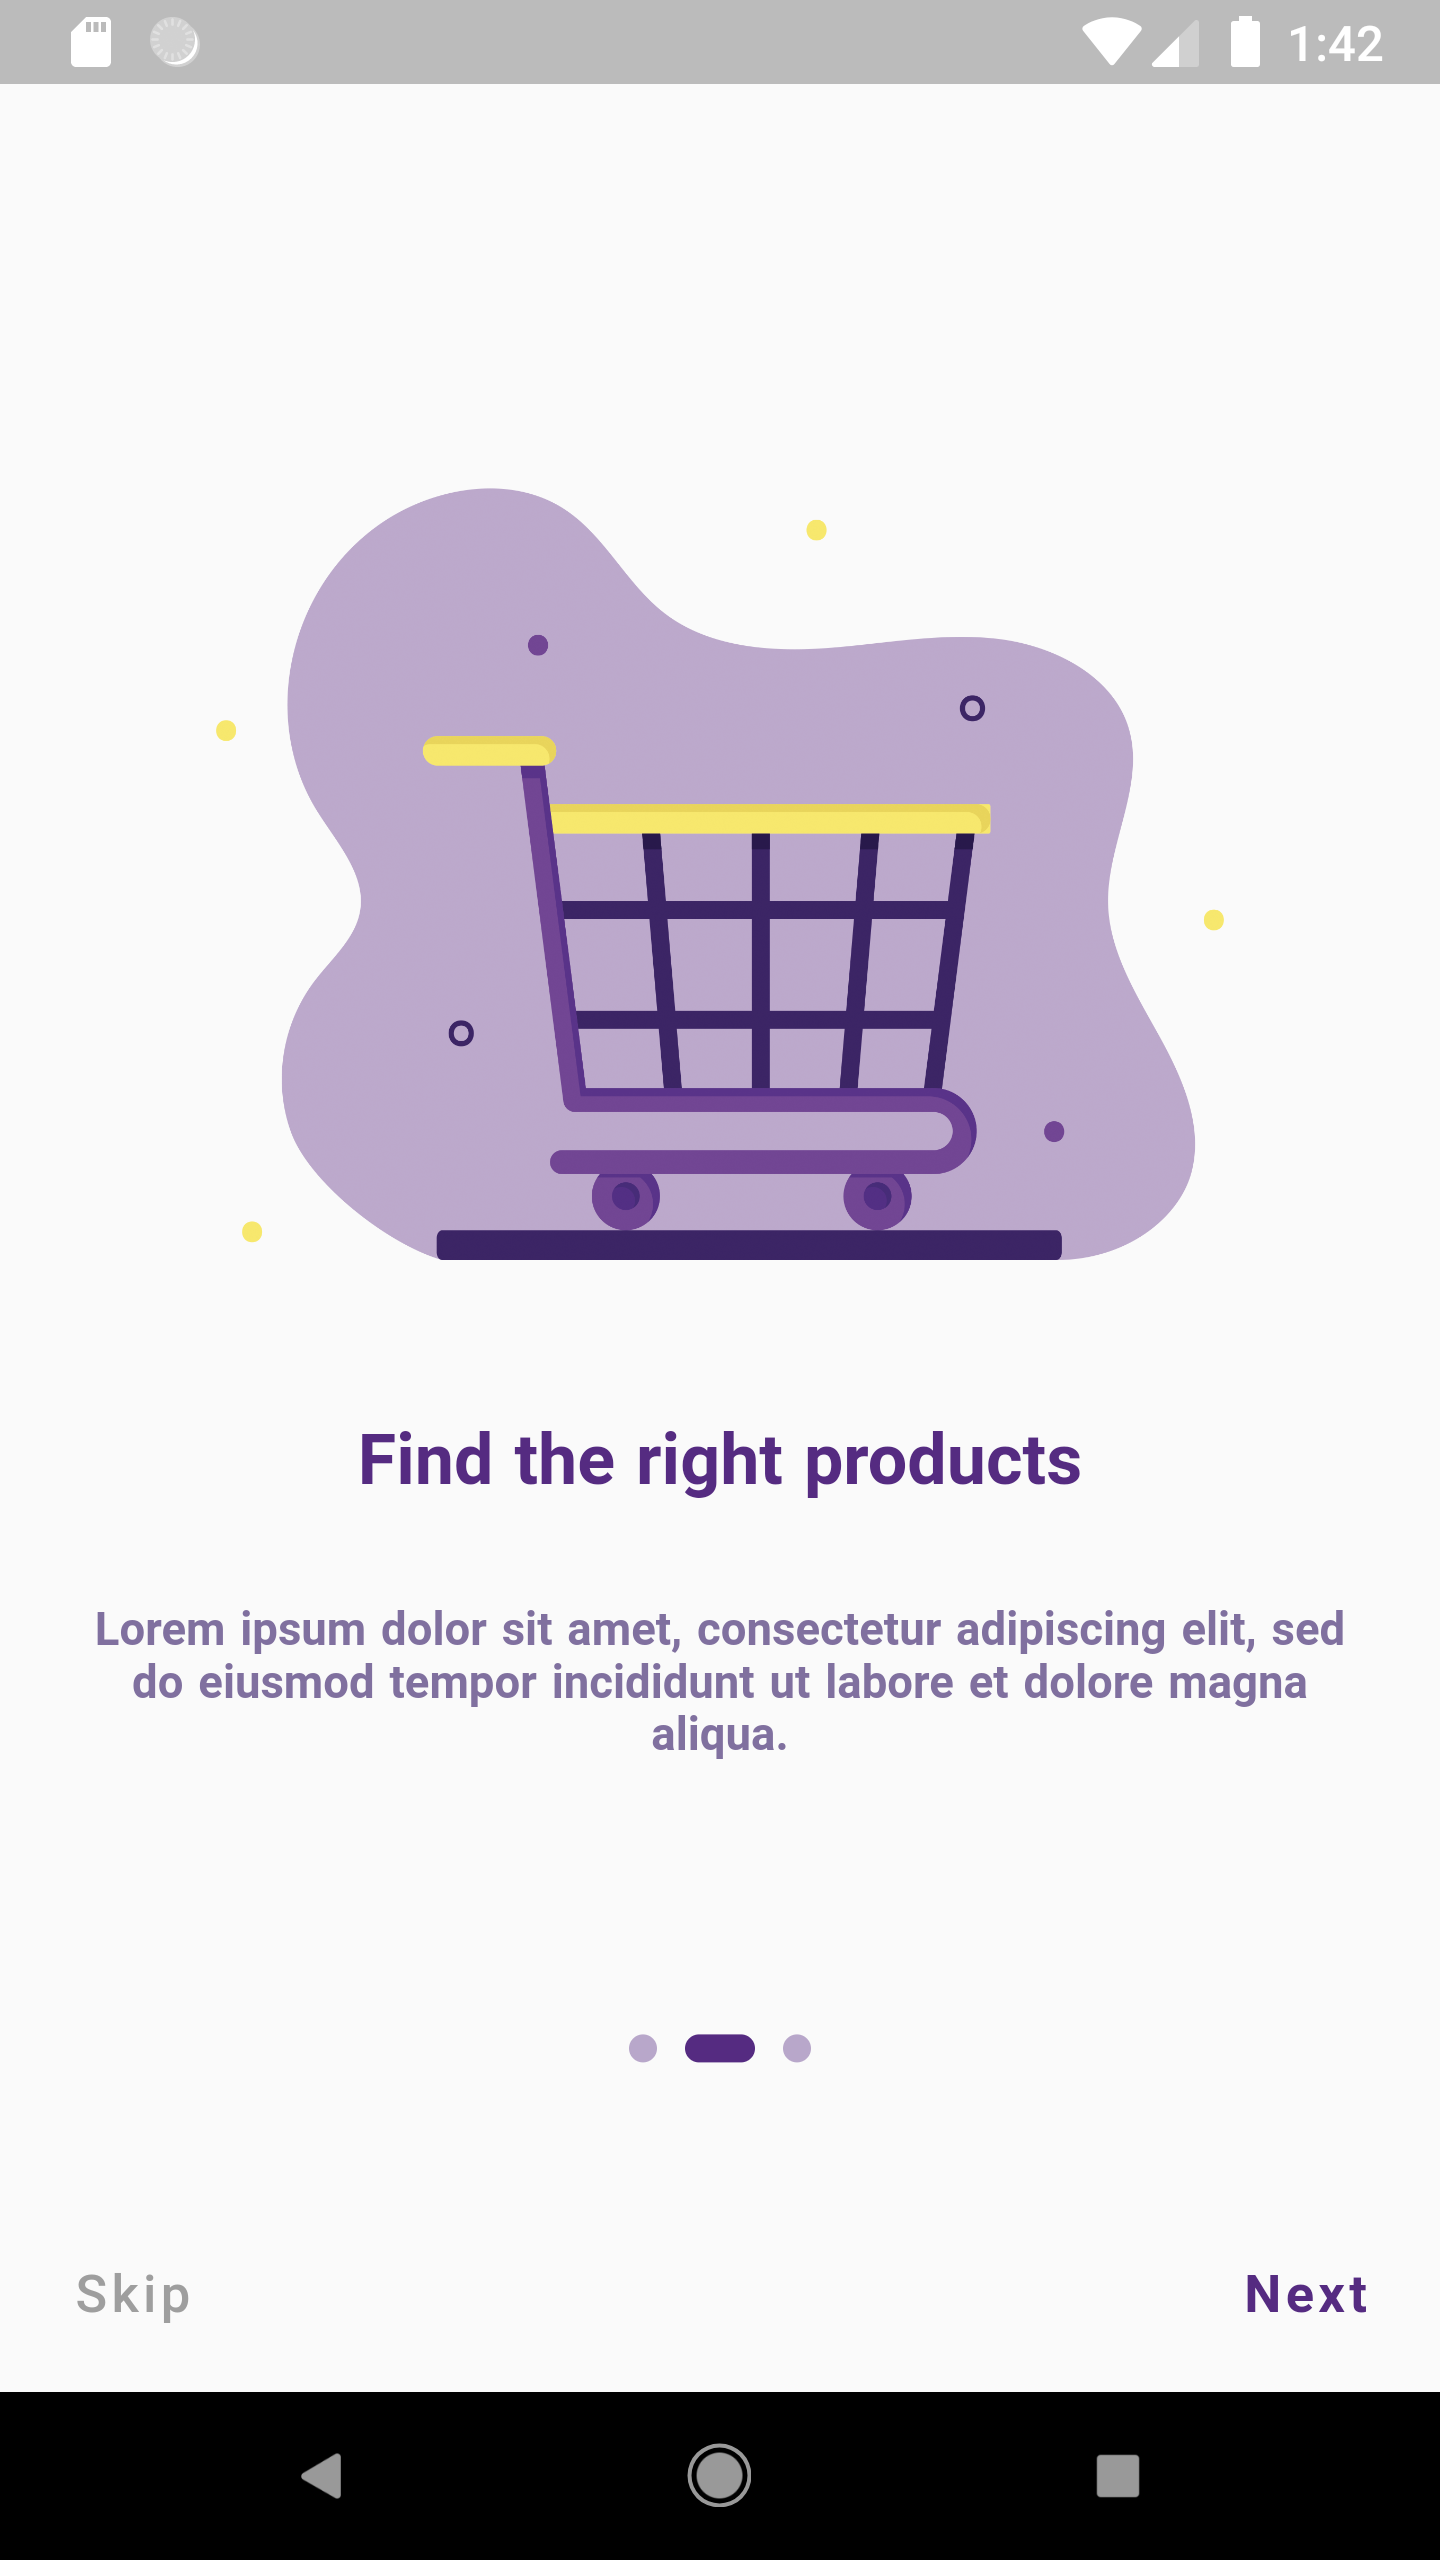 1:42
Find the right products
Lorem ipsum dolor sit amet, consectetur adipiscing elit, sed
do eiusmod tempor incididunt ut labore et dolore magna
aliqua.
Skip
Next